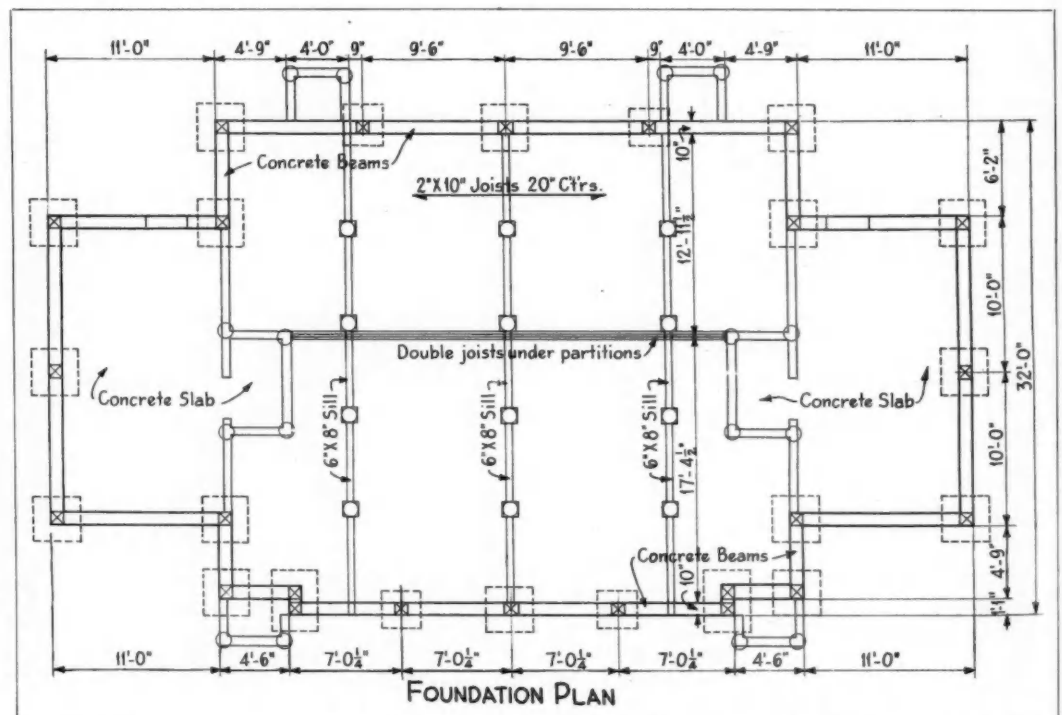 11'-0" 4'-9" 4'-0" 9" 9'-6" 9'-6" 9" 4'-0" 4'-9" 11'-0"
Concrete Beams
10"
6'-2"
2"X10" Joists 20" C't'rs.
12'-11½"
10'-0"
32'-0"
Double joists under partitions
Concrete Slab
Concrete Slab
6"X8" Sill
6"X8" Sill
6"X8" Sill
17'-4½"
10'-0"
Concrete Beams
10"
4'-9"
1'-1"
11'-0" 4'-6" 7'-0¼" 7'-0¼" 7'-0¼" 7'-0¼" 4'-6" 11'-0"
FOUNDATION PLAN